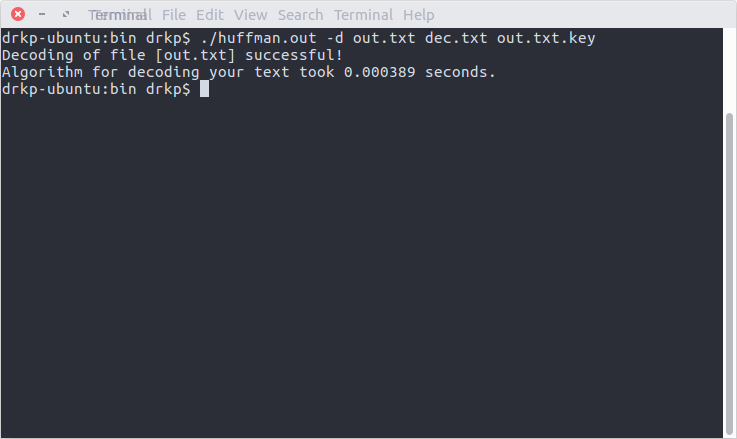 Terminal File Edit View Search Terminal Help
drkp-ubuntu:bin drkp$ ./huffman.out -d out.txt dec.txt out.txt.key
Decoding of file [out.txt] successful!
Algorithm for decoding your text took 0.000389 seconds.
drkp-ubuntu:bin drkp$